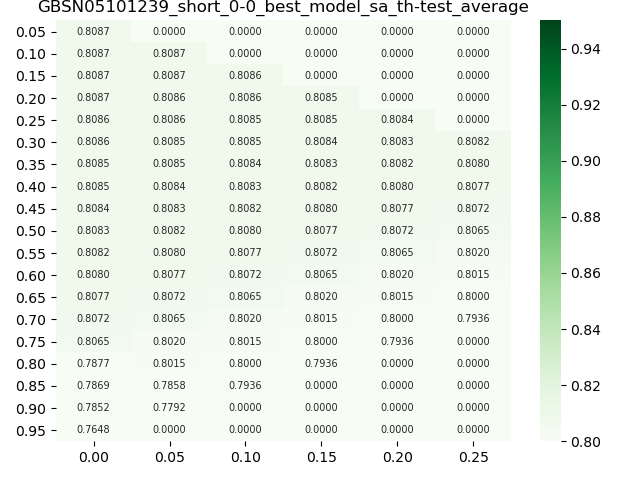 GBSN05101239_short_0-0_best_model_sa_th-test_average
0.05 0.8087 0.0000 0.0000 0.0000 0.0000 0.0000
0.10 0.8087 0.8087 0.0000 0.0000 0.0000 0.0000
0.15 0.8087 0.8087 0.8086 0.0000 0.0000 0.0000
0.20 0.8087 0.8086 0.8086 0.8085 0.0000 0.0000
0.25 0.8086 0.8086 0.8085 0.8085 0.8084 0.0000
0.30 0.8086 0.8085 0.8085 0.8084 0.8083 0.8082
0.35 0.8085 0.8085 0.8084 0.8083 0.8082 0.8080
0.40 0.8085 0.8084 0.8083 0.8082 0.8080 0.8077
0.45 0.8084 0.8083 0.8082 0.8080 0.8077 0.8072
0.50 0.8083 0.8082 0.8080 0.8077 0.8072 0.8065
0.55 0.8082 0.8080 0.8077 0.8072 0.8065 0.8020
0.60 0.8080 0.8077 0.8072 0.8065 0.8020 0.8015
0.65 0.8077 0.8072 0.8065 0.8020 0.8015 0.8000
0.70 0.8072 0.8065 0.8020 0.8015 0.8000 0.7936
0.75 0.8065 0.8020 0.8015 0.8000 0.7936 0.0000
0.80 0.7877 0.8015 0.8000 0.7936 0.0000 0.0000
0.85 0.7869 0.7858 0.7936 0.0000 0.0000 0.0000
0.90 0.7852 0.7792 0.0000 0.0000 0.0000 0.0000
0.95 0.7648 0.0000 0.0000 0.0000 0.0000 0.0000
0.00 0.05 0.10 0.15 0.20 0.25
0.94
0.92
0.90
0.88
0.86
0.84
0.82
0.80